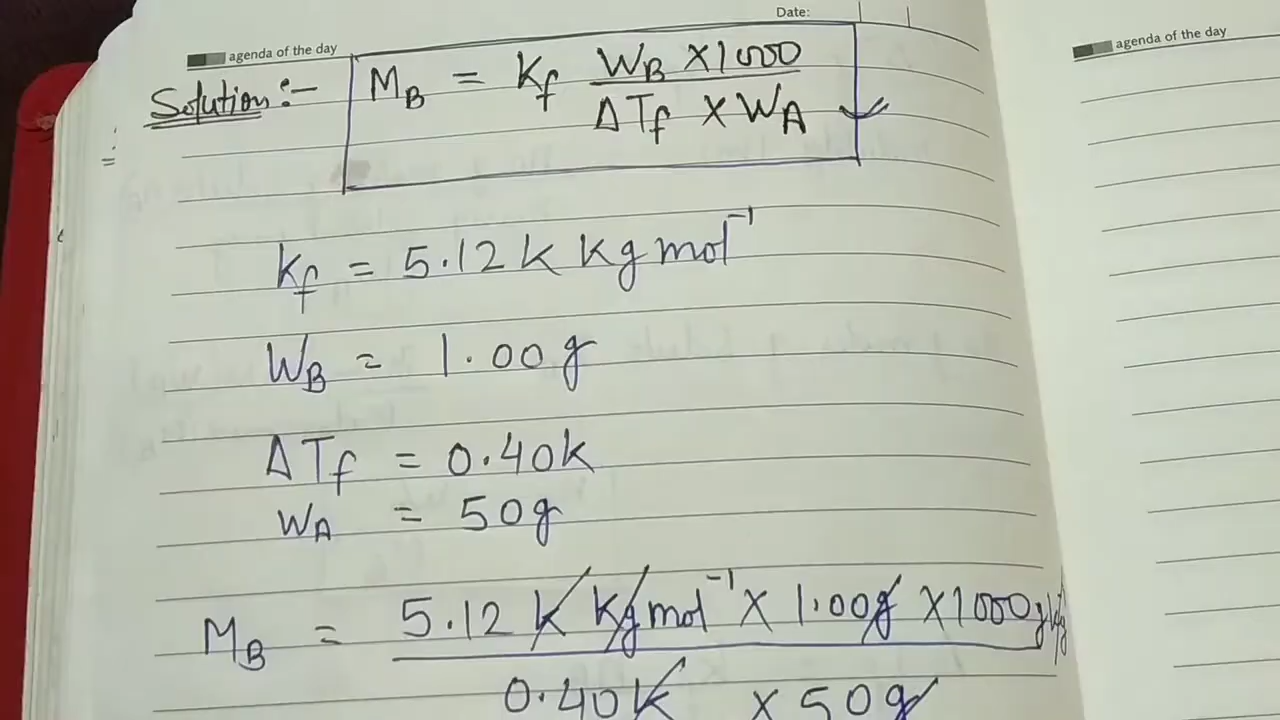 Date:
agenda of the day
agenda of the day
Solution :-
M_B = K_f W_B × 1000 / ΔT_f × W_A
K_f = 5.12 K Kg mol⁻¹
W_B = 1.00 g
ΔT_f = 0.40 K
W_A = 50 g
M_B = 5.12 K Kg mol⁻¹ × 1.00 g × 1000 g
0.40 K × 50 g